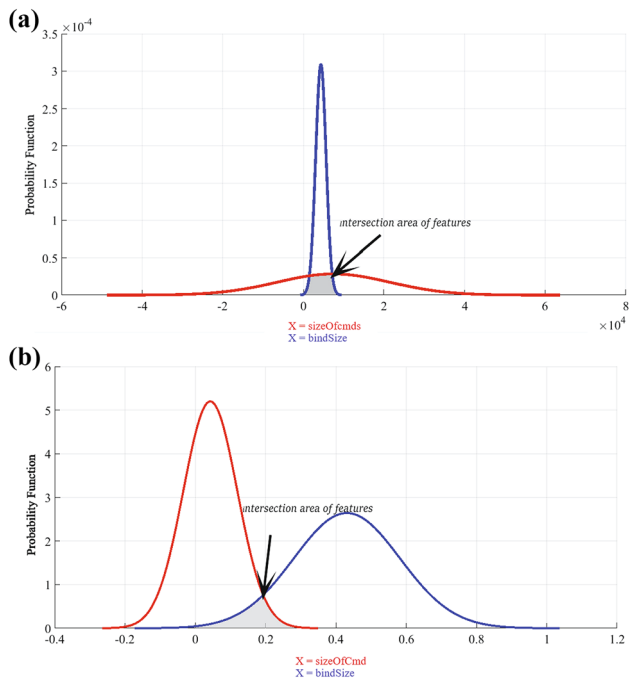 (a)
×10⁻⁴
3.5
3
2.5
2
1.5
1
0.5
0
Probability Function
ıntersection area of features
-6 -4 -2 0 2 4 6 8
×10⁴
X = sizeOfcmds
X = bindSize
(b)
6
5
4
3
2
1
0
Probability Function
ıntersection area of features
-0.4 -0.2 0 0.2 0.4 0.6 0.8 1 1.2
X = sizeOfCmd
X = bindSize